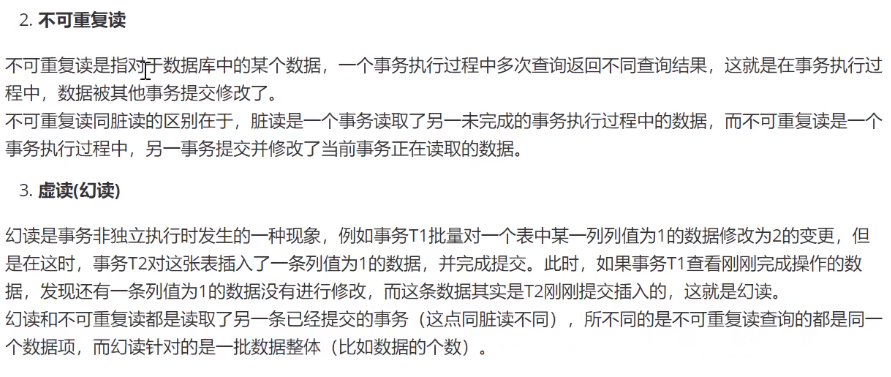 2. 不可重复读
不可重复读是指对于数据库中的某个数据，一个事务执行过程中多次查询返回不同查询结果，这就是在事务执行过
程中，数据被其他事务提交修改了。
不可重复读同脏读的区别在于，脏读是一个事务读取了另一未完成的事务执行过程中的数据，而不可重复读是一个
事务执行过程中，另一事务提交并修改了当前事务正在读取的数据。
3. 虚读(幻读)
幻读是事务非独立执行时发生的一种现象，例如事务T1批量对一个表中某一列列值为1的数据修改为2的变更，但
是在这时，事务T2对这张表插入了一条列值为1的数据，并完成提交。此时，如果事务T1查看刚刚完成操作的数
据，发现还有一条列值为1的数据没有进行修改，而这条数据其实是T2刚刚提交插入的，这就是幻读。
幻读和不可重复读都是读取了另一条已经提交的事务（这点同脏读不同），所不同的是不可重复读查询的都是同一
个数据项，而幻读针对的是一批数据整体（比如数据的个数）。